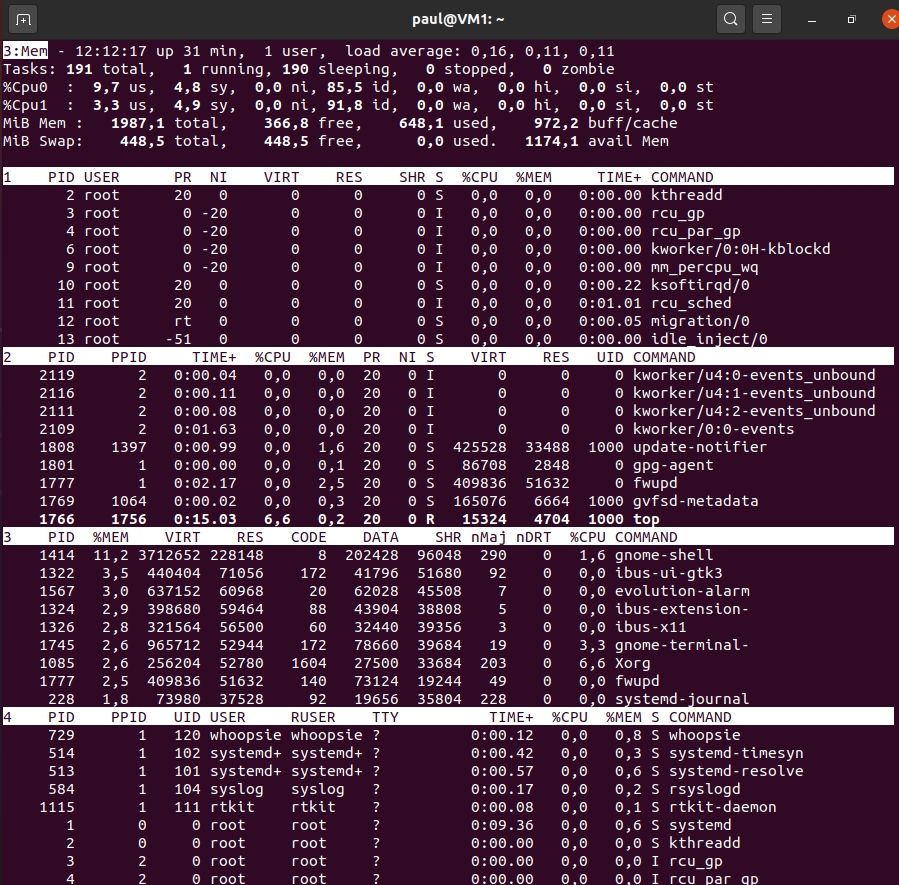 paul@VM1: ~
3:Mem - 12:12:17 up 31 min,  1 user,  load average: 0,16, 0,11, 0,11
Tasks: 191 total,   1 running, 190 sleeping,   0 stopped,   0 zombie
%Cpu0  :  9,7 us,  4,8 sy,  0,0 ni, 85,5 id,  0,0 wa,  0,0 hi,  0,0 si,  0,0 st
%Cpu1  :  3,3 us,  4,9 sy,  0,0 ni, 91,8 id,  0,0 wa,  0,0 hi,  0,0 si,  0,0 st
MiB Mem :   1987,1 total,    366,8 free,    648,1 used,    972,2 buff/cache
MiB Swap:    448,5 total,    448,5 free,      0,0 used.   1174,1 avail Mem
1    PID USER      PR  NI    VIRT    RES    SHR S  %CPU  %MEM     TIME+ COMMAND
2 root      20   0       0      0      0 S   0,0   0,0   0:00.00 kthreadd
3 root       0 -20       0      0      0 I   0,0   0,0   0:00.00 rcu_gp
4 root       0 -20       0      0      0 I   0,0   0,0   0:00.00 rcu_par_gp
6 root       0 -20       0      0      0 I   0,0   0,0   0:00.00 kworker/0:0H-kblockd
9 root       0 -20       0      0      0 I   0,0   0,0   0:00.00 mm_percpu_wq
10 root      20   0       0      0      0 S   0,0   0,0   0:00.22 ksoftirqd/0
11 root      20   0       0      0      0 I   0,0   0,0   0:01.01 rcu_sched
12 root      rt   0       0      0      0 S   0,0   0,0   0:00.05 migration/0
13 root     -51   0       0      0      0 S   0,0   0,0   0:00.00 idle_inject/0
2    PID    PPID     TIME+  %CPU  %MEM  PR  NI S    VIRT    RES   UID COMMAND
2119       2   0:00.04   0,0   0,0  20   0 I       0      0     0 kworker/u4:0-events_unbound
2116       2   0:00.11   0,0   0,0  20   0 I       0      0     0 kworker/u4:1-events_unbound
2111       2   0:00.08   0,0   0,0  20   0 I       0      0     0 kworker/u4:2-events_unbound
2109       2   0:01.63   0,0   0,0  20   0 I       0      0     0 kworker/0:0-events
1808    1397   0:00.99   0,0   1,6  20   0 S  425528  33488  1000 update-notifier
1801       1   0:00.00   0,0   0,1  20   0 S   86708   2848     0 gpg-agent
1777       1   0:02.17   0,0   2,5  20   0 S  409836  51632     0 fwupd
1769    1064   0:00.02   0,0   0,3  20   0 S  165076   6664  1000 gvfsd-metadata
1766    1756   0:15.03   6,6   0,2  20   0 R   15324   4704  1000 top
3    PID  %MEM    VIRT    RES   CODE    DATA    SHR nMaj nDRT  %CPU COMMAND
1414  11,2 3712652 228148      8  202428  96048  290    0   1,6 gnome-shell
1322   3,5  440404  71056    172   41796  51680   92    0   0,0 ibus-ui-gtk3
1567   3,0  637152  60968     20   62028  45508    7    0   0,0 evolution-alarm
1324   2,9  398680  59464     88   43904  38808    5    0   0,0 ibus-extension-
1326   2,8  321564  56500     60   32440  39356    3    0   0,0 ibus-x11
1745   2,6  965712  52944    172   78660  39684   19    0   3,3 gnome-terminal-
1085   2,6  256204  52780   1604   27500  33684  203    0   6,6 Xorg
1777   2,5  409836  51632    140   73124  19244   49    0   0,0 fwupd
228   1,8   73980  37528     92   19656  35804  228    0   0,0 systemd-journal
4    PID    PPID   UID USER     RUSER    TTY          TIME+  %CPU  %MEM S COMMAND
729       1   120 whoopsie whoopsie ?          0:00.12   0,0   0,8 S whoopsie
514       1   102 systemd+ systemd+ ?          0:00.42   0,0   0,3 S systemd-timesyn
513       1   101 systemd+ systemd+ ?          0:00.57   0,0   0,6 S systemd-resolve
584       1   104 syslog   syslog   ?          0:00.17   0,0   0,2 S rsyslogd
1115       1   111 rtkit    rtkit    ?          0:00.08   0,0   0,1 S rtkit-daemon
1       0     0 root     root     ?          0:09.36   0,0   0,6 S systemd
2       0     0 root     root     ?          0:00.00   0,0   0,0 S kthreadd
3       2     0 root     root     ?          0:00.00   0,0   0,0 I rcu_gp
4       2     0 root     root     ?          0:00.00   0,0   0,0 I rcu_par_gp